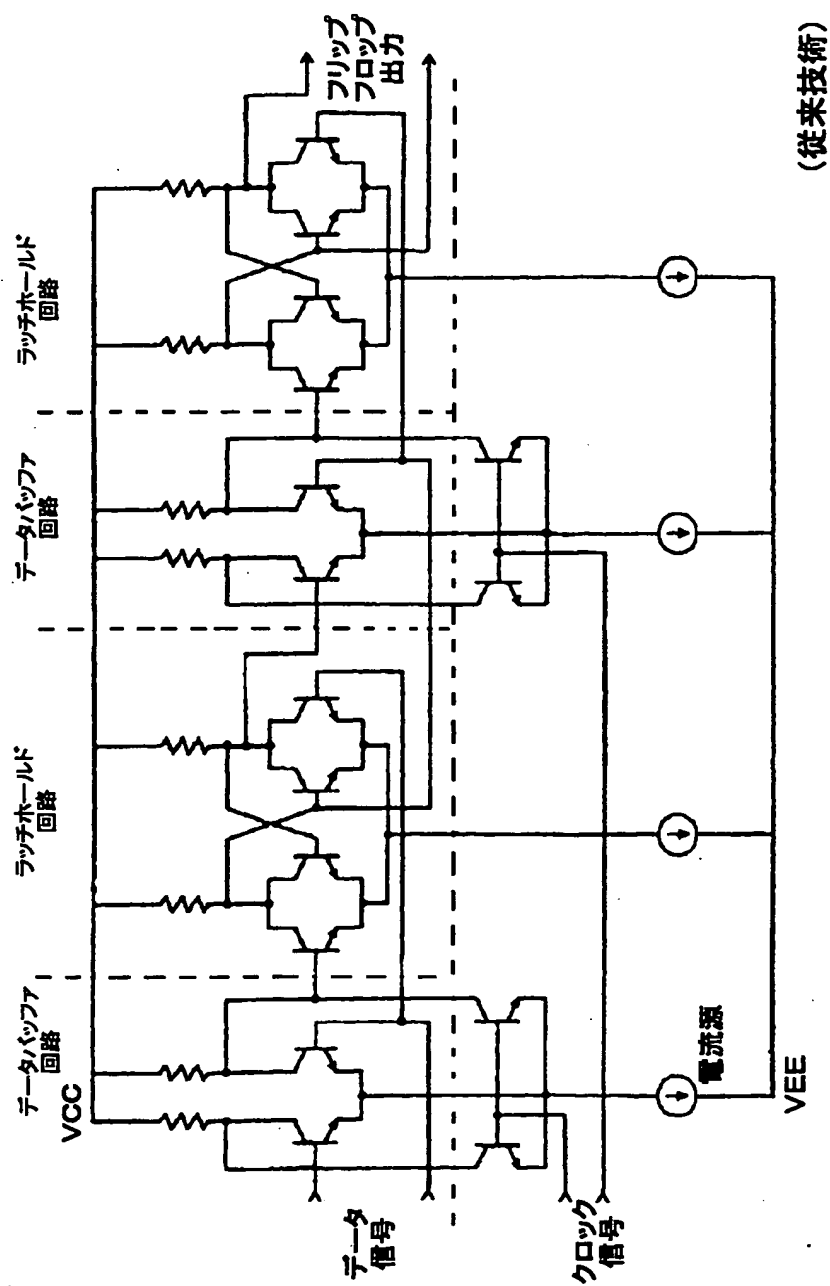 データバッファ
回路
ラッチホールド
回路
データバッファ
回路
ラッチホールド
回路
VCC
フリップ
フロップ
出力
データ
信号
クロック
信号
電流源
VEE
(従来技術)